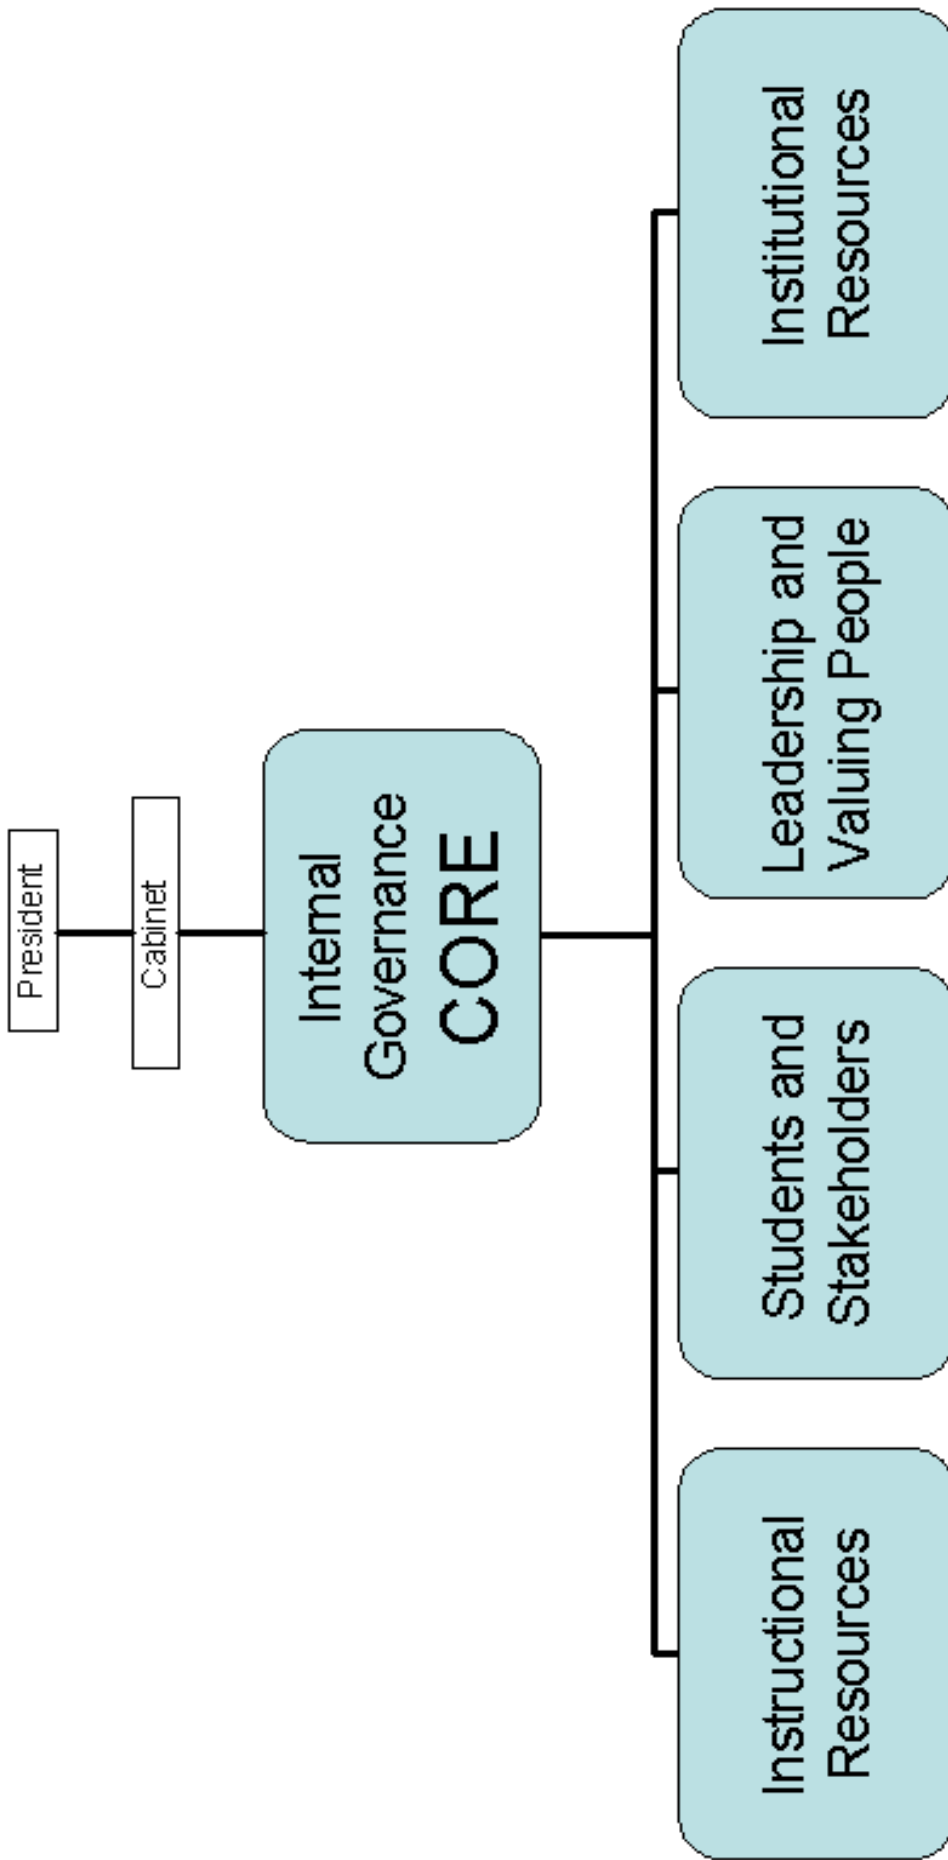 President
Cabinet
Internal
Governance
CORE
Instructional
Resources
Students and
Stakeholders
Leadership and
Valuing People
Institutional
Resources